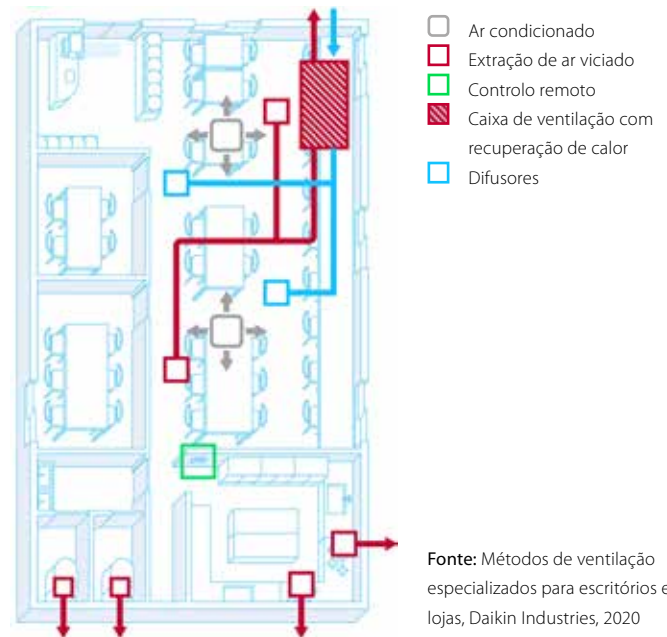 Ar condicionado
Extração de ar viciado
Controlo remoto
Caixa de ventilação com
recuperação de calor
Difusores
Fonte: Métodos de ventilação
especializados para escritórios e
lojas, Daikin Industries, 2020